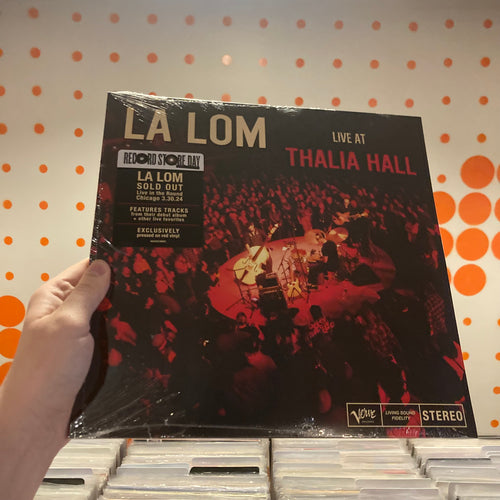 LA LOM
LIVE AT
THALIA HALL
RECORD STORE DAY
LA LOM
SOLD OUT
Live in the Round
Chicago 3.30.24
FEATURES TRACKS
from their debut album
+ other live favorites
EXCLUSIVELY
pressed on red vinyl
Verve
LIVING SOUND
FIDELITY
STEREO